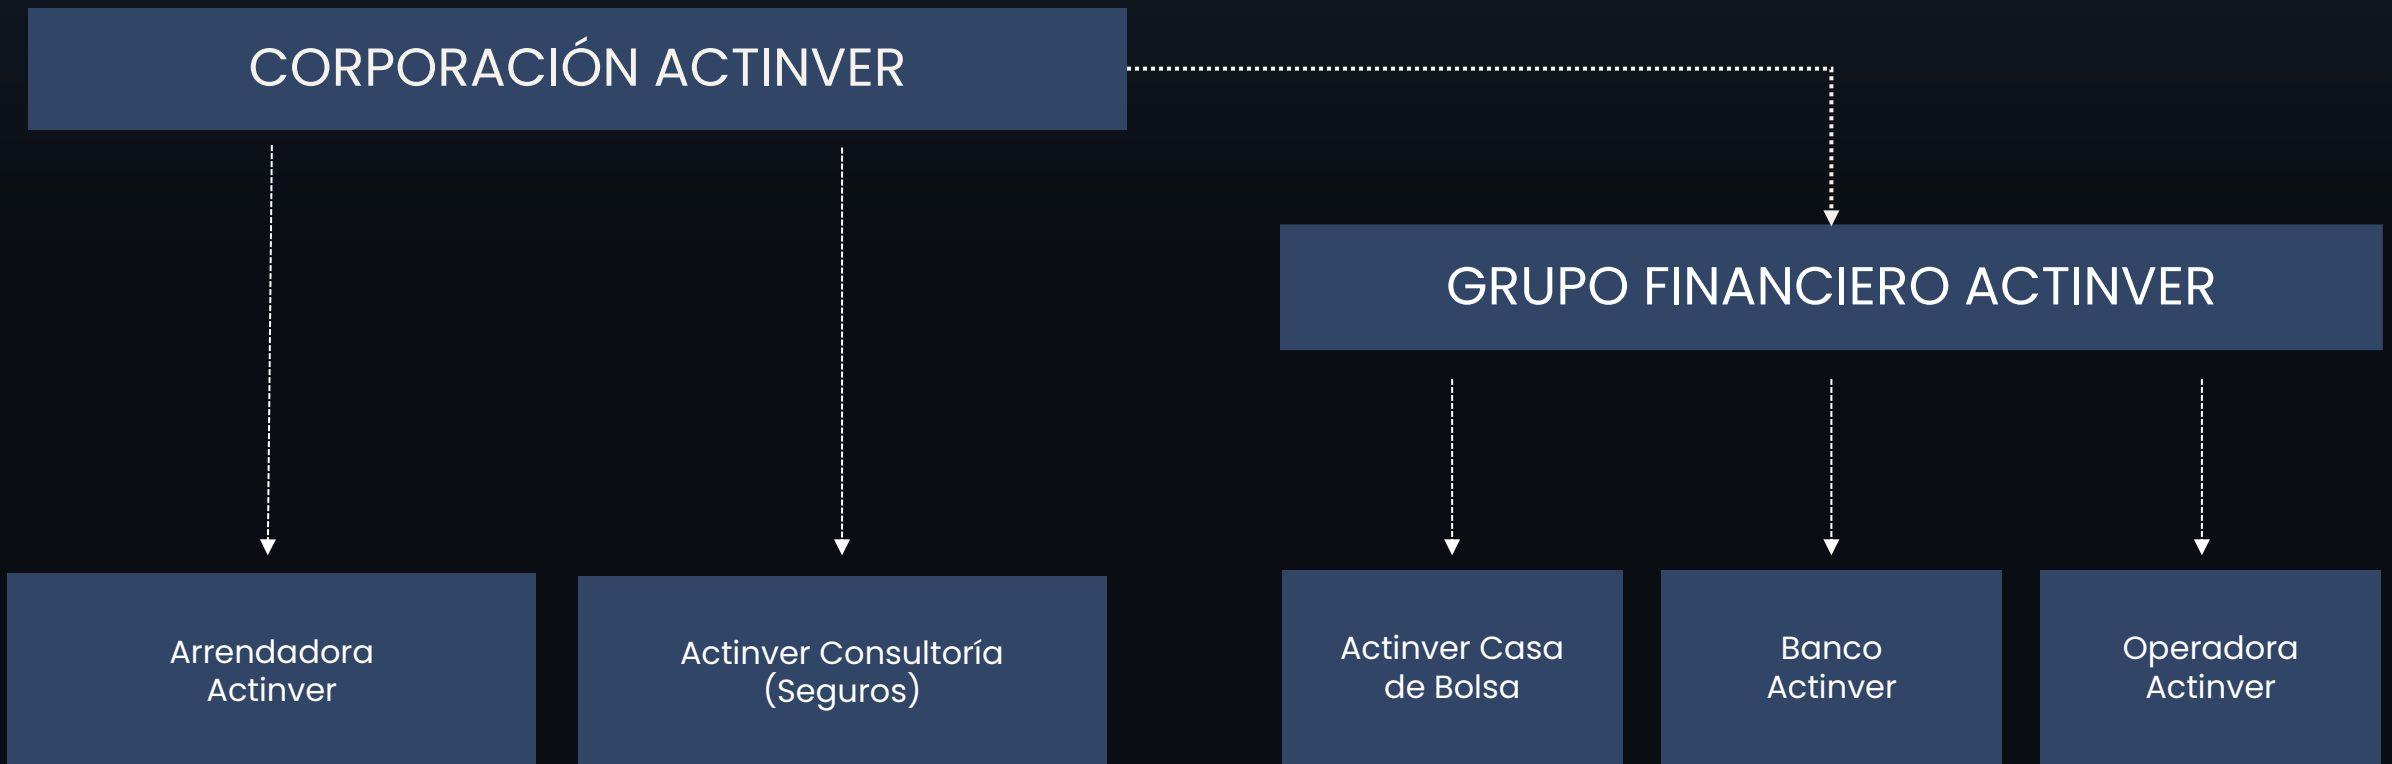 CORPORACIÓN ACTINVER
GRUPO FINANCIERO ACTINVER
Arrendadora
Actinver
Actinver Consultoría
(Seguros)
Actinver Casa
de Bolsa
Banco
Actinver
Operadora
Actinver